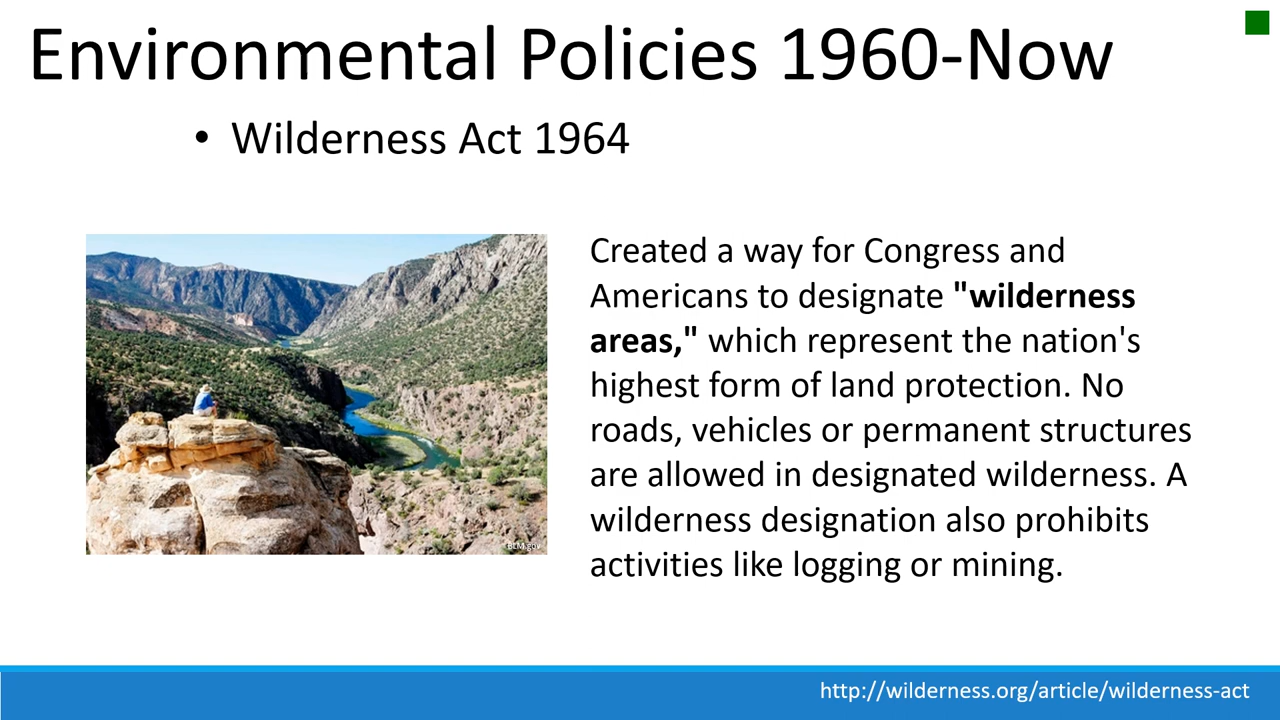 Environmental Policies 1960-Now
• Wilderness Act 1964
Created a way for Congress and
Americans to designate "wilderness
areas," which represent the nation's
highest form of land protection. No
roads, vehicles or permanent structures
are allowed in designated wilderness. A
wilderness designation also prohibits
activities like logging or mining.
BLM.gov
http://wilderness.org/article/wilderness-act